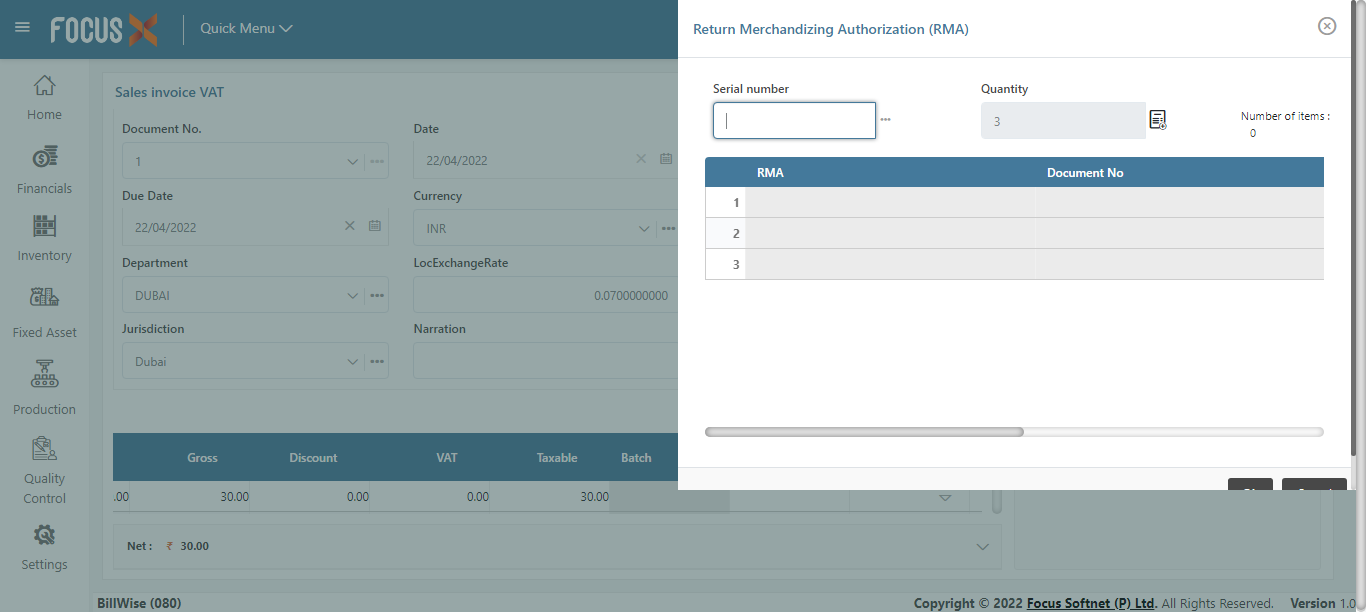 FOCUS X
Quick Menu
Return Merchandizing Authorization (RMA)
Home
Financials
Inventory
Fixed Asset
Production
Quality
Control
Settings
Sales invoice VAT
Document No.
Date
1
22/04/2022
Due Date
Currency
22/04/2022
INR
Department
LocExchangeRate
DUBAI
0.0700000000
Jurisdiction
Narration
Dubai
Gross Discount VAT Taxable Batch
.00 30.00 0.00 0.00 30.00
Net : ₹ 30.00
Serial number
Quantity
3
Number of items :
0
RMA Document No
1
2
3
BillWise (080)
Copyright © 2022 Focus Softnet (P) Ltd. All Rights Reserved. Version 1.0